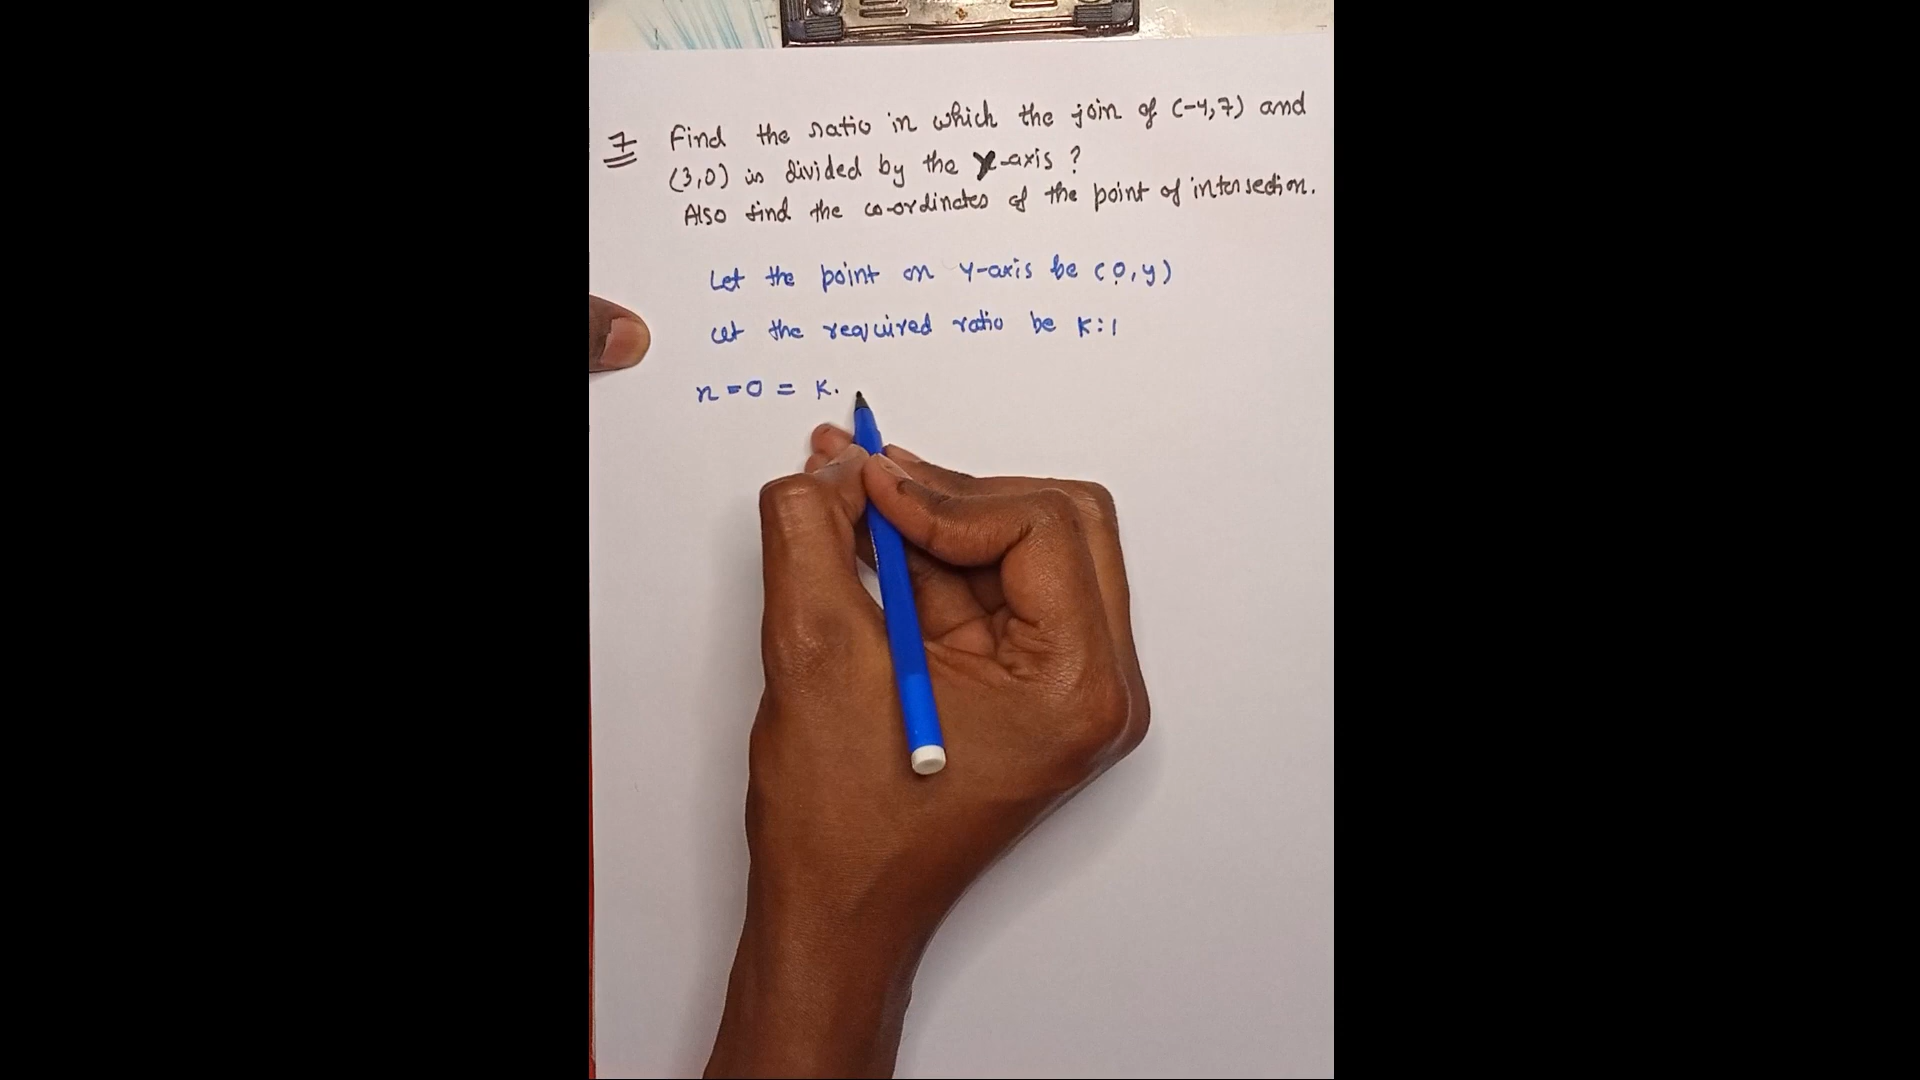 7 Find the ratio in which the join of (-4,7) and
(3,0) is divided by the Y-axis ?
Also find the co-ordinates of the point of intersection.
Let the point on Y-axis be (0,y)
Let the required ratio be K:1
x=0 = K.